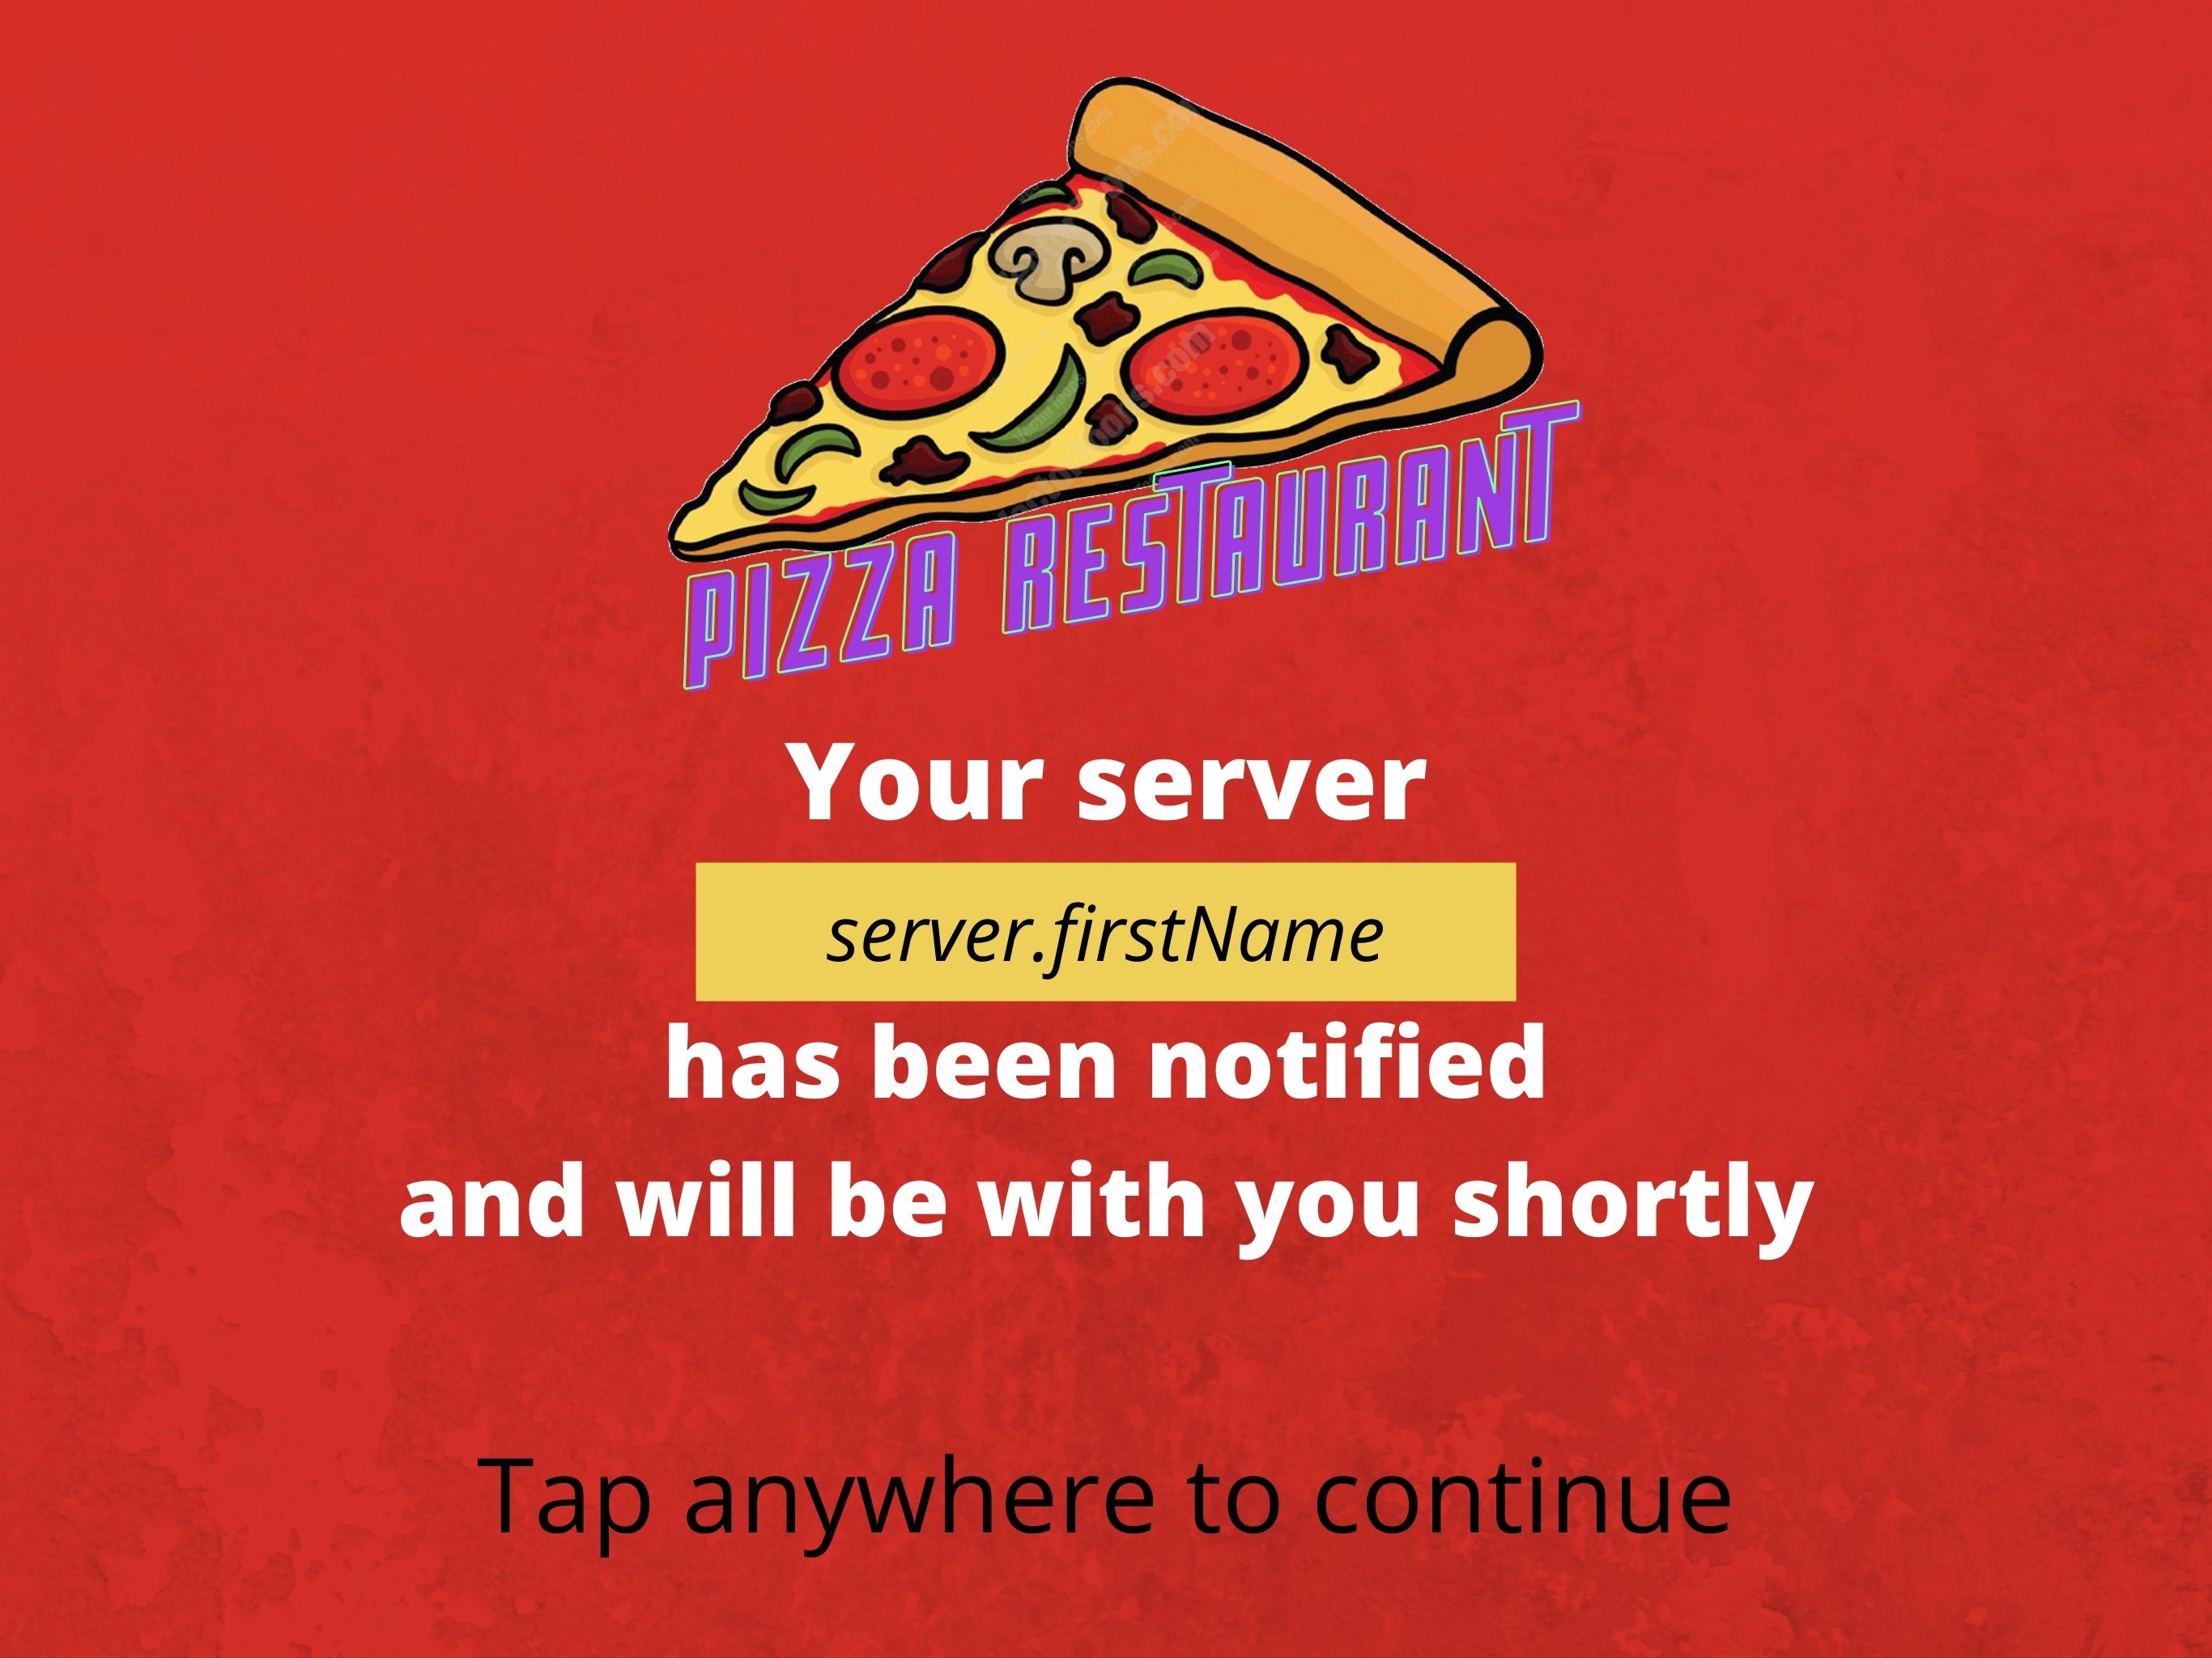 PIZZA RESTAURANT
Your server
server.firstName
has been notified
and will be with you shortly
Tap anywhere to continue